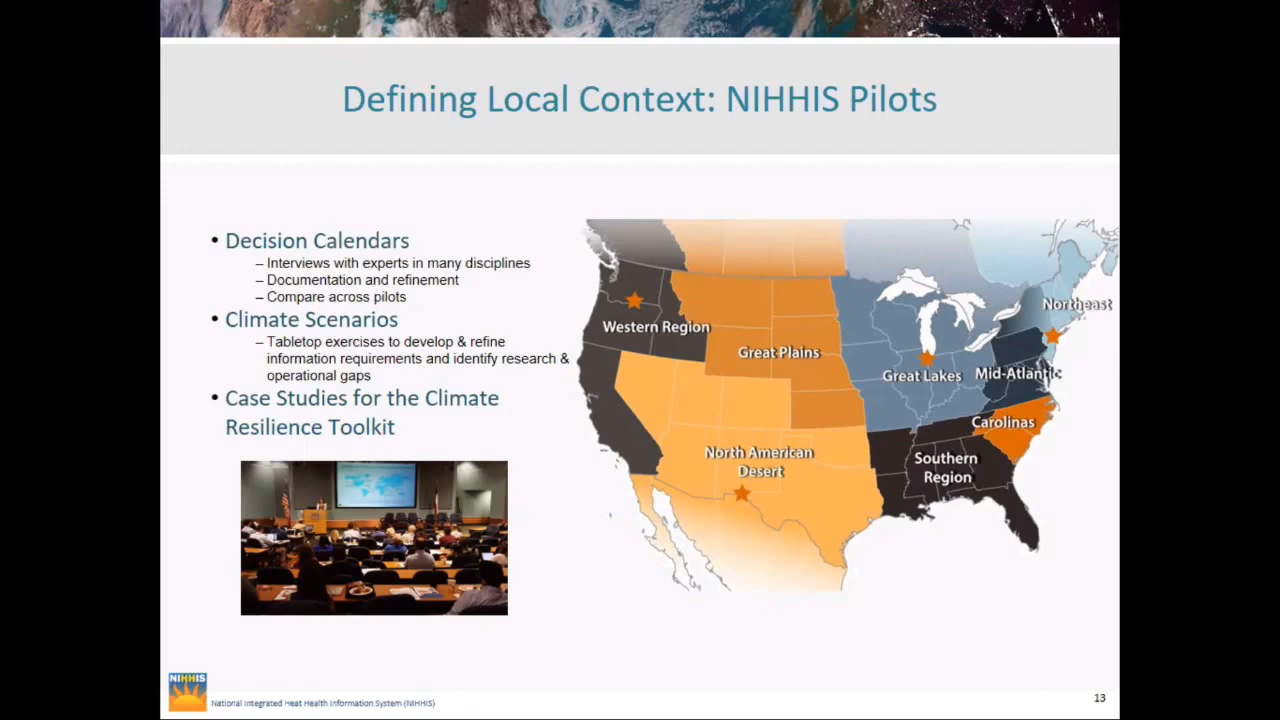 Defining Local Context: NIHHIS Pilots
• Decision Calendars
– Interviews with experts in many disciplines
– Documentation and refinement
– Compare across pilots
• Climate Scenarios
– Tabletop exercises to develop & refine
information requirements and identify research &
operational gaps
• Case Studies for the Climate
Resilience Toolkit
Northeast
Western Region
Great Plains
Great Lakes
Mid-Atlantic
Carolinas
North American
Desert
Southern
Region
NIHHIS
National Integrated Heat Health Information System (NIHHIS)
13